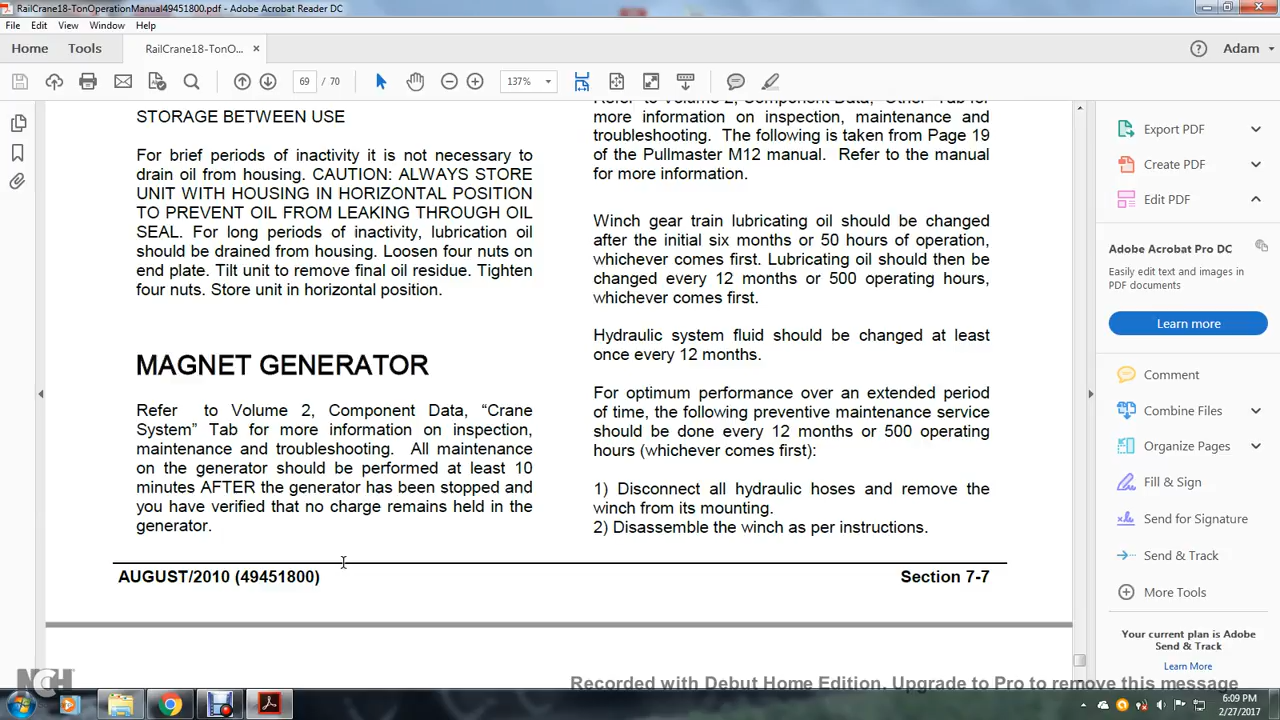 RailCrane18-TonOperationManual49451800.pdf - Adobe Acrobat Reader DC
File Edit View Window Help
Home Tools RailCrane18-TonO... × Adam
69 / 70 137%
STORAGE BETWEEN USE
For brief periods of inactivity it is not necessary to
drain oil from housing. CAUTION: ALWAYS STORE
UNIT WITH HOUSING IN HORIZONTAL POSITION
TO PREVENT OIL FROM LEAKING THROUGH OIL
SEAL. For long periods of inactivity, lubrication oil
should be drained from housing. Loosen four nuts on
end plate. Tilt unit to remove final oil residue. Tighten
four nuts. Store unit in horizontal position.
MAGNET GENERATOR
Refer to Volume 2, Component Data, “Crane
System” Tab for more information on inspection,
maintenance and troubleshooting. All maintenance
on the generator should be performed at least 10
minutes AFTER the generator has been stopped and
you have verified that no charge remains held in the
generator.
Refer to Volume 2, Component Data, “Other” Tab for
more information on inspection, maintenance and
troubleshooting. The following is taken from Page 19
of the Pullmaster M12 manual. Refer to the manual
for more information.
Winch gear train lubricating oil should be changed
after the initial six months or 50 hours of operation,
whichever comes first. Lubricating oil should then be
changed every 12 months or 500 operating hours,
whichever comes first.
Hydraulic system fluid should be changed at least
once every 12 months.
For optimum performance over an extended period
of time, the following preventive maintenance service
should be done every 12 months or 500 operating
hours (whichever comes first):
1) Disconnect all hydraulic hoses and remove the
winch from its mounting.
2) Disassemble the winch as per instructions.
AUGUST/2010 (49451800) Section 7-7
Export PDF
Create PDF
Edit PDF
Adobe Acrobat Pro DC
Easily edit text and images in
PDF documents
Learn more
Comment
Combine Files
Organize Pages
Fill & Sign
Send for Signature
Send & Track
More Tools
Your current plan is Adobe
Send & Track
Learn More
NCH
Recorded with Debut Home Edition. Upgrade to Pro to remove this message
6:09 PM
2/27/2017